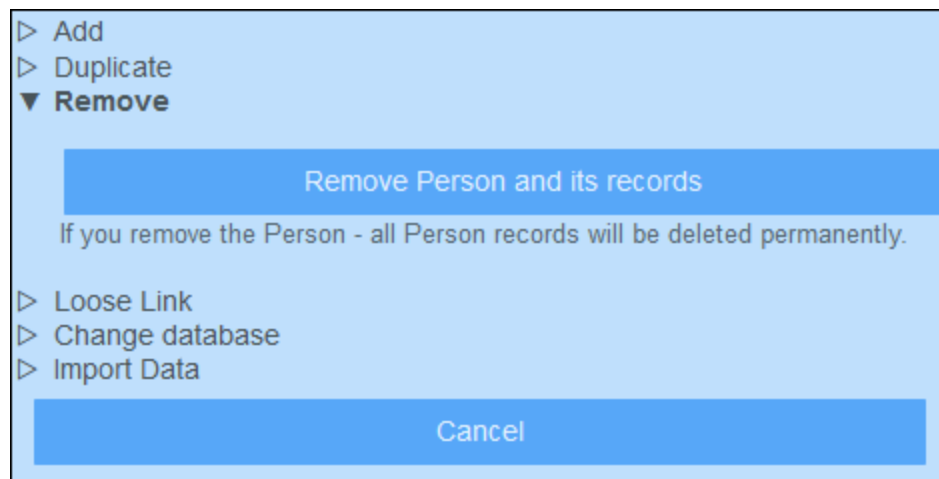 Add
Duplicate
Remove
Remove Person and its records
If you remove the Person - all Person records will be deleted permanently.
Loose Link
Change database
Import Data
Cancel